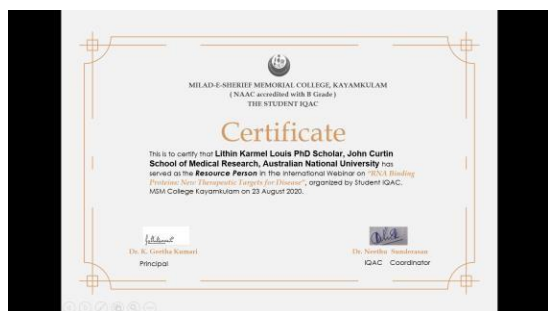 MILAD-E-SHERIEF MEMORIAL COLLEGE, KAYAMKULAM
( NAAC accredited with B Grade )
THE STUDENT IQAC
Certificate
This is to certify that Lithin Karmel Louis PhD Scholar, John Curtin
School of Medical Research, Australian National University has
served as the Resource Person in the International Webinar on "RNA Binding
Proteins: New Therapeutic Targets for Disease", organized by Student IQAC,
MSM College Kayamkulam on 23 August 2020.
Dr. K. Geetha Kumari
Principal
Dr. Neethu Sundaresan
IQAC Coordinator